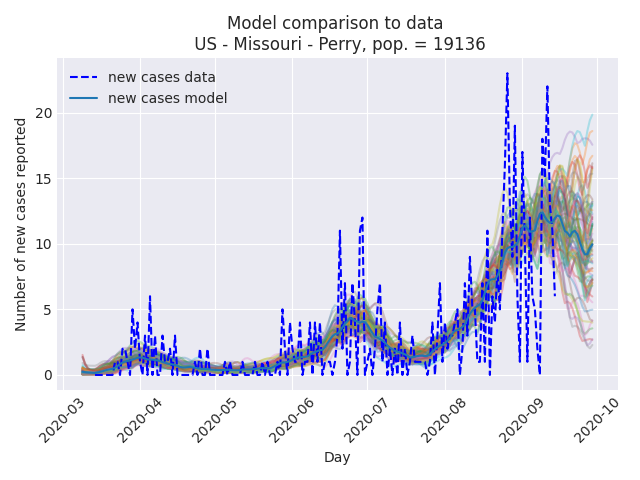 Model comparison to data
US - Missouri - Perry, pop. = 19136
new cases data
new cases model
Number of new cases reported
20
15
10
5
0
2020-03
2020-04
2020-05
2020-06
2020-07
2020-08
2020-09
2020-10
Day